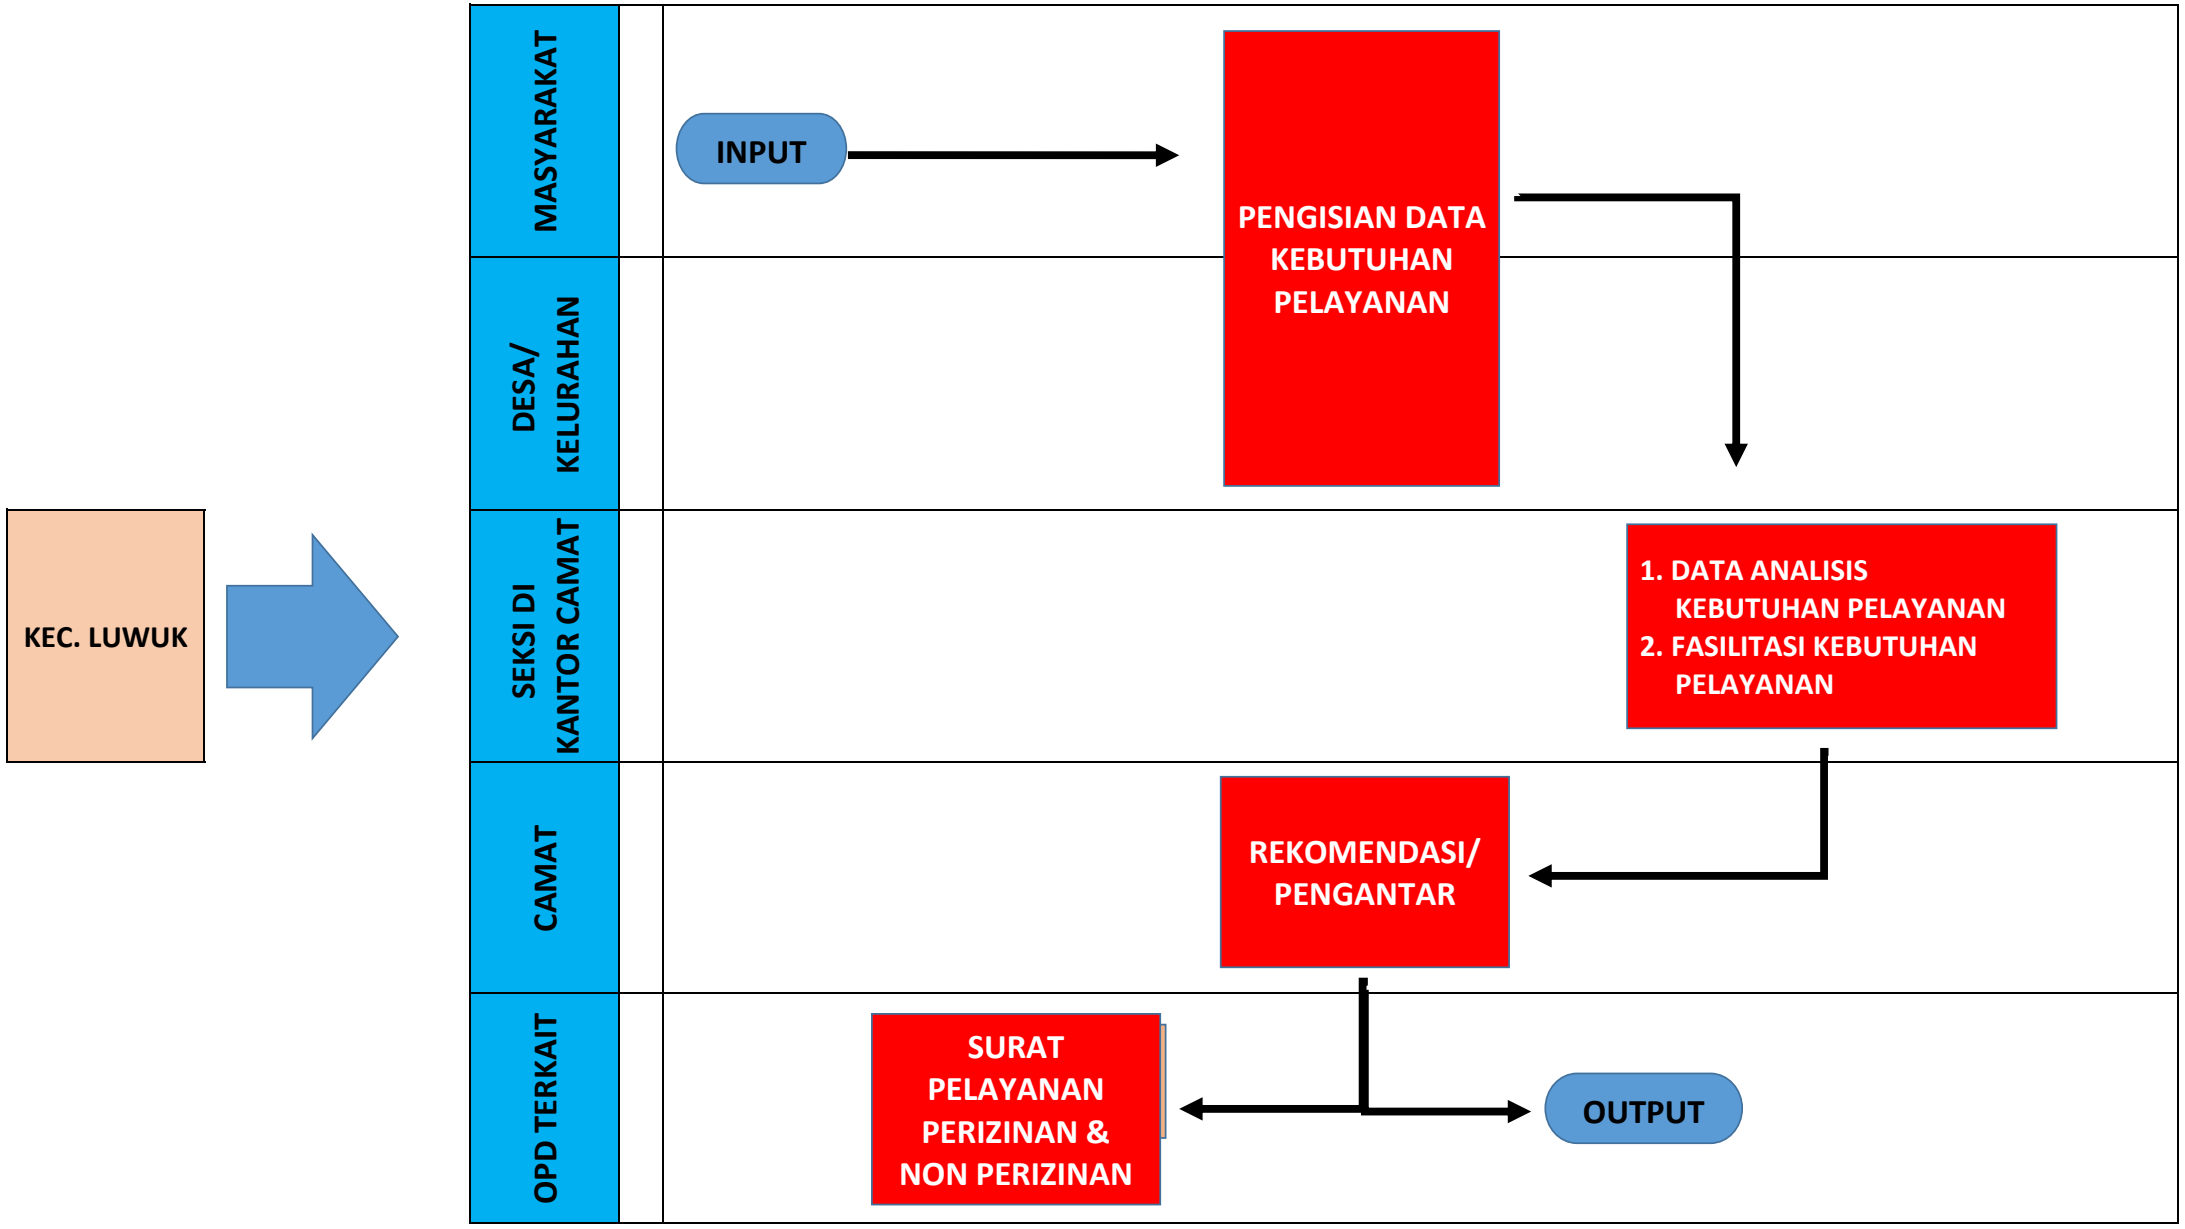 MASYARAKAT
INPUT
PENGISIAN DATA
KEBUTUHAN
PELAYANAN
DESA/
KELURAHAN
KEC. LUWUK
SEKSI DI
KANTOR CAMAT
1. DATA ANALISIS
KEBUTUHAN PELAYANAN
2. FASILITASI KEBUTUHAN
PELAYANAN
CAMAT
REKOMENDASI/
PENGANTAR
OPD TERKAIT
SURAT
PELAYANAN
PERIZINAN &
NON PERIZINAN
OUTPUT